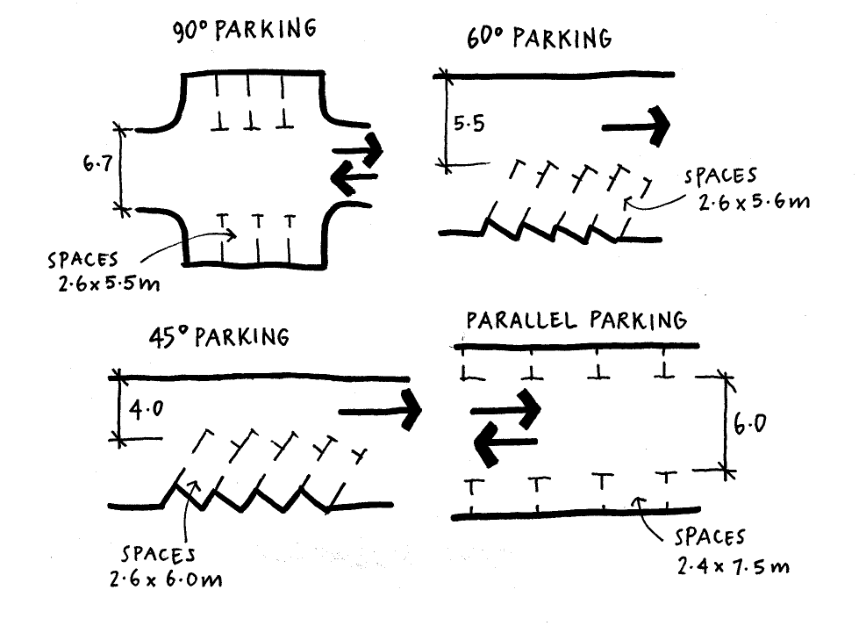 90° PARKING
6.7
SPACES
2.6x5.5m
60° PARKING
5.5
SPACES
2.6x5.6m
45° PARKING
4.0
SPACES
2.6x6.0m
PARALLEL PARKING
6.0
SPACES
2.4x7.5m